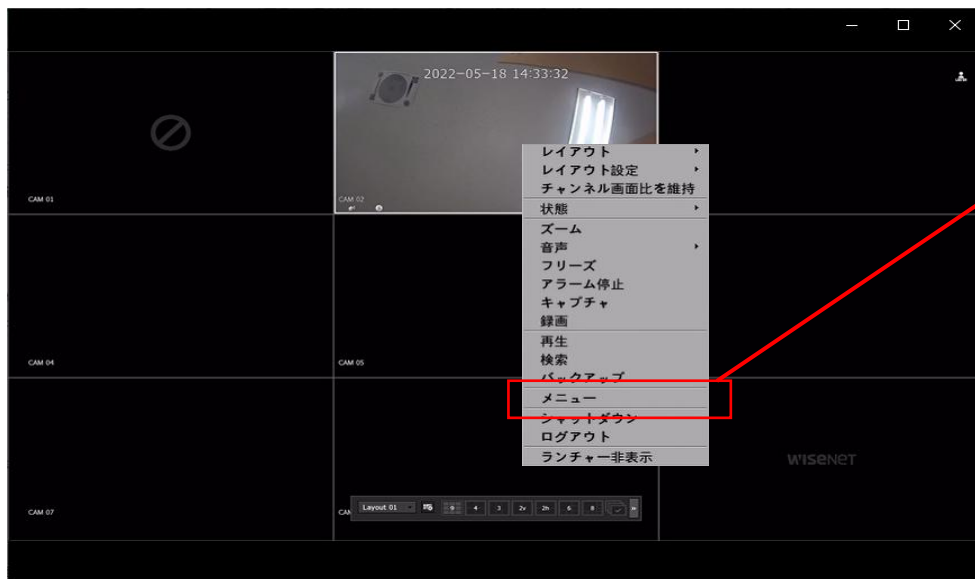 2022-05-18 14:33:32
CAM 01
CAM 02
レイアウト
レイアウト設定
チャンネル画面比を維持
状態
ズーム
音声
フリーズ
アラーム停止
キャプチャ
録画
再生
検索
バックアップ
メニュー
シャットダウン
ログアウト
ランチャー非表示
CAM 04
CAM 05
WISENET
CAM 07
CAM
Layout 01
9 4 3 2v 2h 6 8